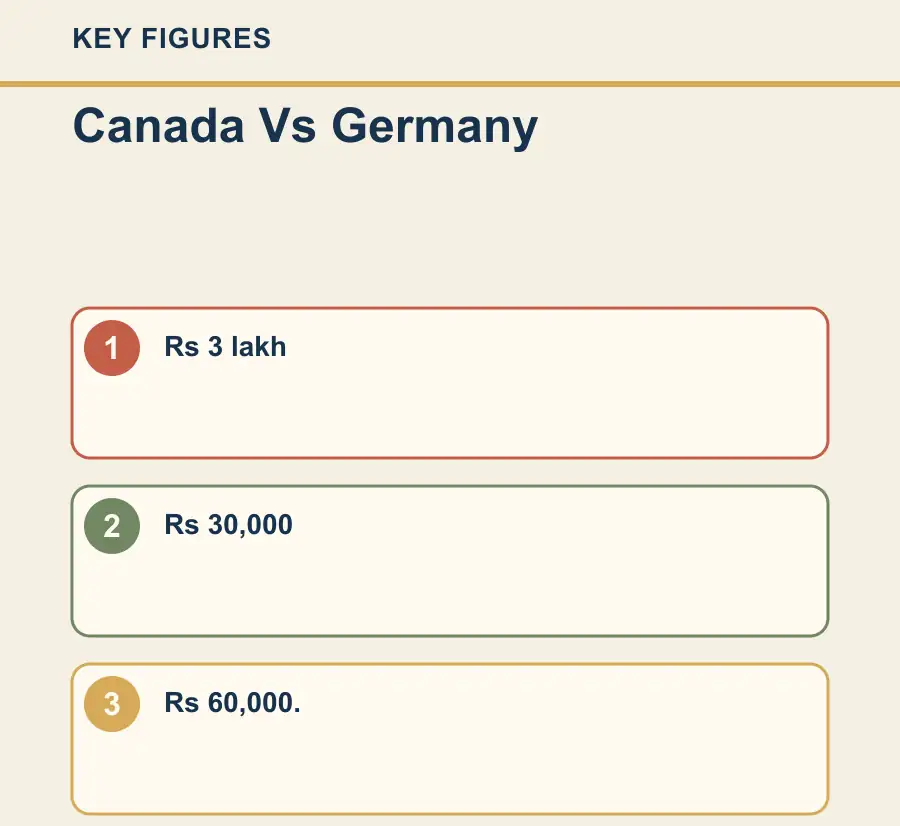 KEY FIGURES
Canada Vs Germany
1 Rs 3 lakh
2 Rs 30,000
3 Rs 60,000.